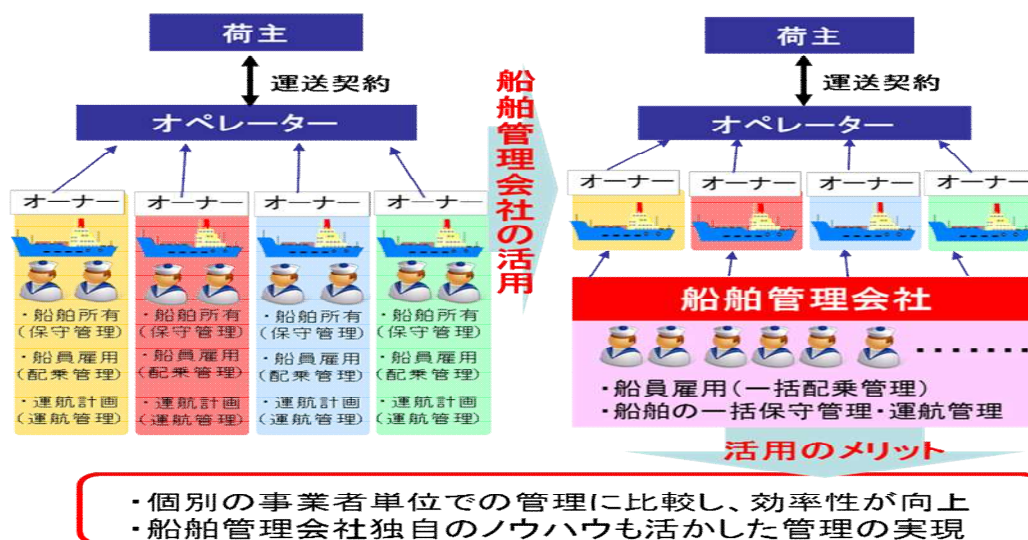 荷主
運送契約
オペレーター
オーナー
・船舶所有
(保守管理)
・船員雇用
(配乗管理)
・運航計画
(運航管理)
オーナー
・船舶所有
(保守管理)
・船員雇用
(配乗管理)
・運航計画
(運航管理)
オーナー
・船舶所有
(保守管理)
・船員雇用
(配乗管理)
・運航計画
(運航管理)
オーナー
・船舶所有
(保守管理)
・船員雇用
(配乗管理)
・運航計画
(運航管理)
船舶管理会社の活用
荷主
運送契約
オペレーター
オーナー
オーナー
オーナー
オーナー
船舶管理会社
・・・・・・
・船員雇用(一括配乗管理)
・船舶の一括保守管理・運航管理
活用のメリット
・個別の事業者単位での管理に比較し、効率性が向上
・船舶管理会社独自のノウハウも活かした管理の実現